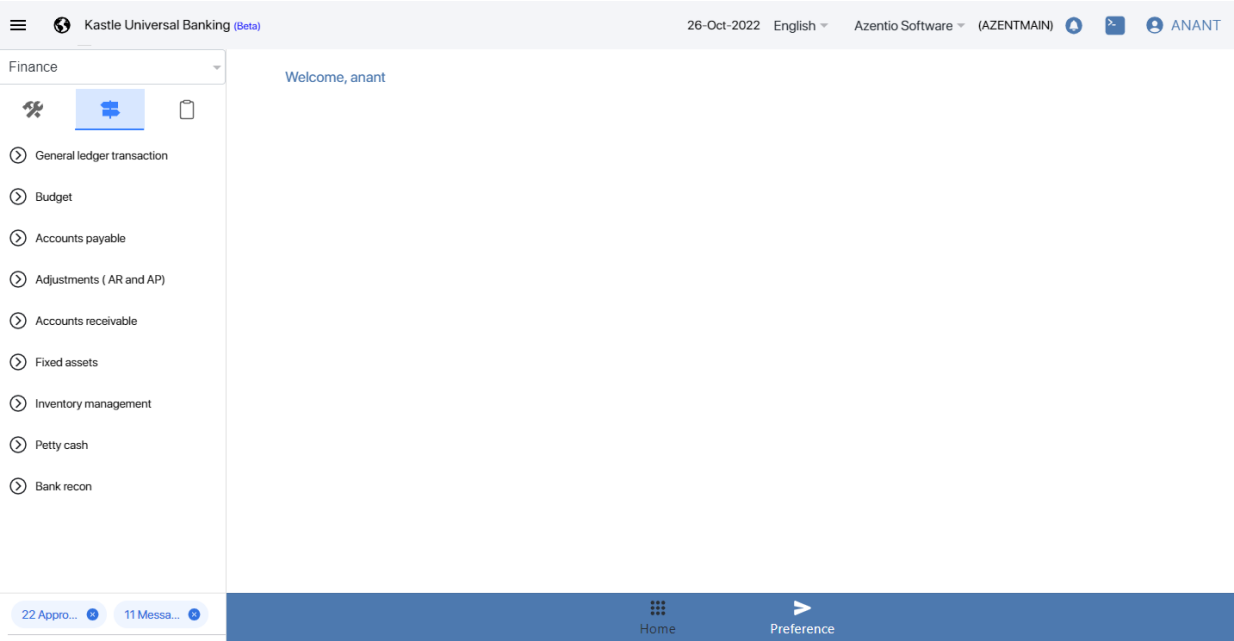 Kastle Universal Banking (Beta) 26-Oct-2022 English Azentio Software (AZENTMAIN) ANANT
Finance
Welcome, anant
General ledger transaction
Budget
Accounts payable
Adjustments ( AR and AP)
Accounts receivable
Fixed assets
Inventory management
Petty cash
Bank recon
22 Appro... 11 Messa...
Home Preference